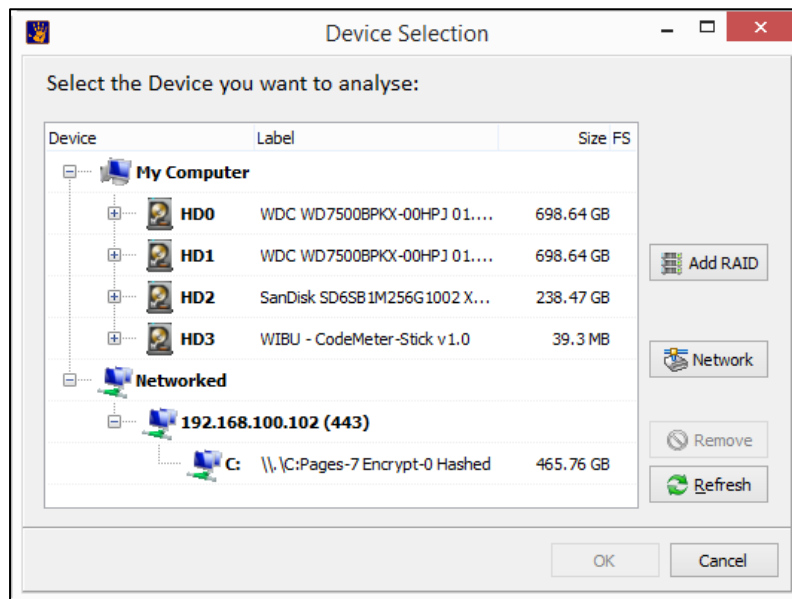 Device Selection
Select the Device you want to analyse:
Device Label Size FS
My Computer
HD0 WDC WD7500BPKX-00HPJ 01.... 698.64 GB
HD1 WDC WD7500BPKX-00HPJ 01.... 698.64 GB
Add RAID
HD2 SanDisk SD6SB1M256G1002 X... 238.47 GB
HD3 WIBU - CodeMeter-Stick v1.0 39.3 MB
Network
Networked
192.168.100.102 (443)
Remove
C: \\.\C:Pages-7 Encrypt-0 Hashed 465.76 GB
Refresh
OK Cancel